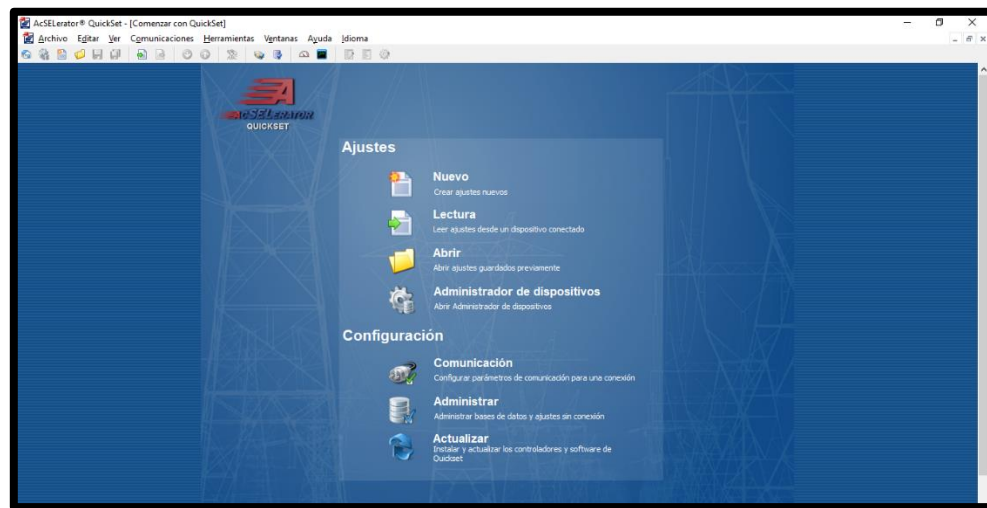 AcSELerator® QuickSet - [Comenzar con QuickSet]
Archivo Editar Ver Comunicaciones Herramientas Ventanas Ayuda Idioma
ACSELERATOR
QUICKSET
Ajustes
Nuevo
Crear ajustes nuevos
Lectura
Leer ajustes desde un dispositivo conectado
Abrir
Abrir ajustes guardados previamente
Administrador de dispositivos
Abrir Administrador de dispositivos
Configuración
Comunicación
Configurar parámetros de comunicación para una conexión
Administrar
Administrar bases de datos y ajustes sin conexión
Actualizar
Instalar y actualizar los controladores y software de
Quickset